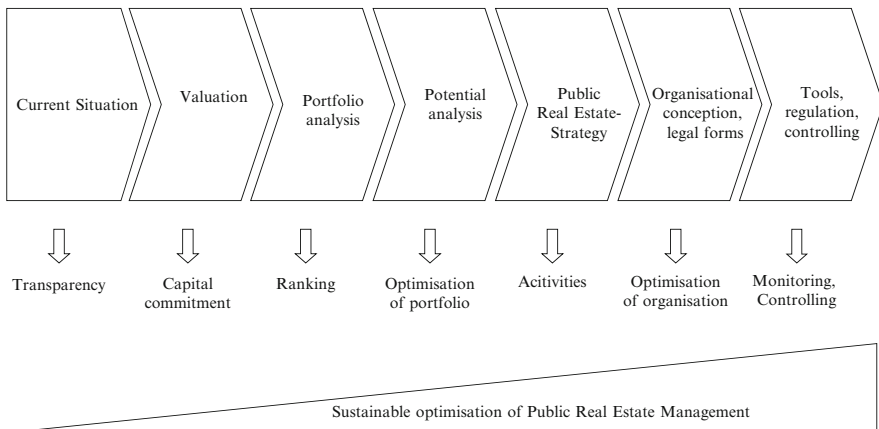 Current Situation
Valuation
Portfolio
analysis
Potential
analysis
Public
Real Estate-
Strategy
Organisational
conception,
legal forms
Tools,
regulation,
controlling
Transparency
Capital
commitment
Ranking
Optimisation
of portfolio
Acitivities
Optimisation
of organisation
Monitoring,
Controlling
Sustainable optimisation of Public Real Estate Management